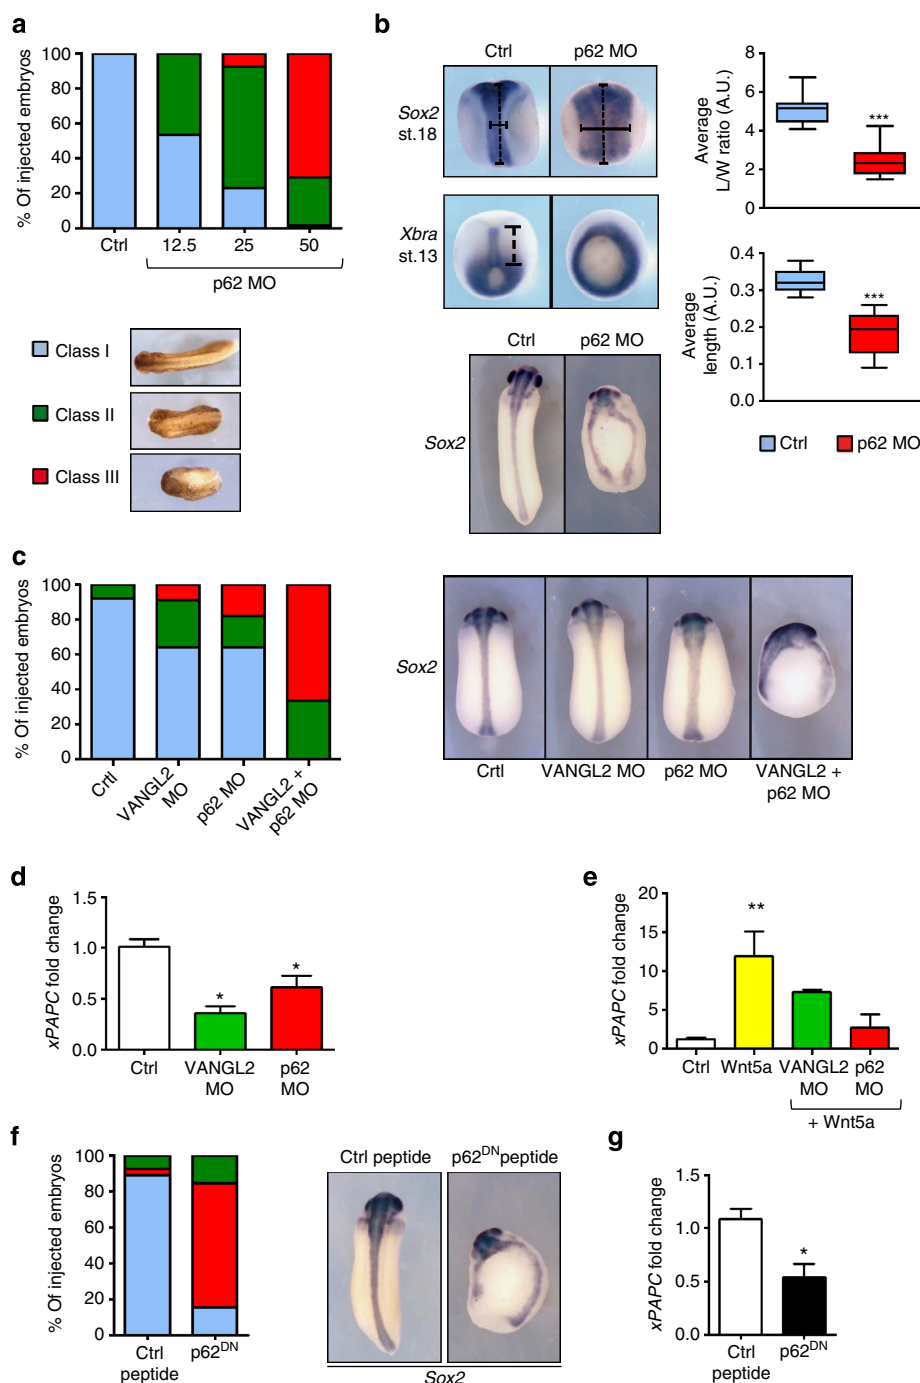 a
% Of injected embryos
100
80
60
40
20
0
Ctrl 12.5 25 50
p62 MO
Class I
Class II
Class III
b
Ctrl p62 MO
Sox2
st.18
Xbra
st.13
Ctrl p62 MO
Sox2
Average
L/W ratio (A.U.)
8
6
4
2
0
***
Average
length (A.U.)
0.3
0.2
0.1
0.0
***
Ctrl p62 MO
c
% Of injected embryos
100
80
60
40
20
0
Crtl
VANGL2
MO
p62 MO
VANGL2 +
p62 MO
Sox2
Crtl VANGL2 MO p62 MO VANGL2 +
p62 MO
d
xPAPC fold change
1.5
1.0
0.5
0.0
*
*
Ctrl VANGL2
MO
p62
MO
e
xPAPC fold change
20
15
10
5
0
**
Ctrl Wnt5a VANGL2
MO
p62
MO
+ Wnt5a
f
% Of injected embryos
100
80
60
40
20
0
Ctrl
peptide
p62DN
Ctrl peptide p62DNpeptide
Sox2
g
xPAPC fold change
1.5
1.0
0.5
0.0
*
Ctrl
peptide
p62DN